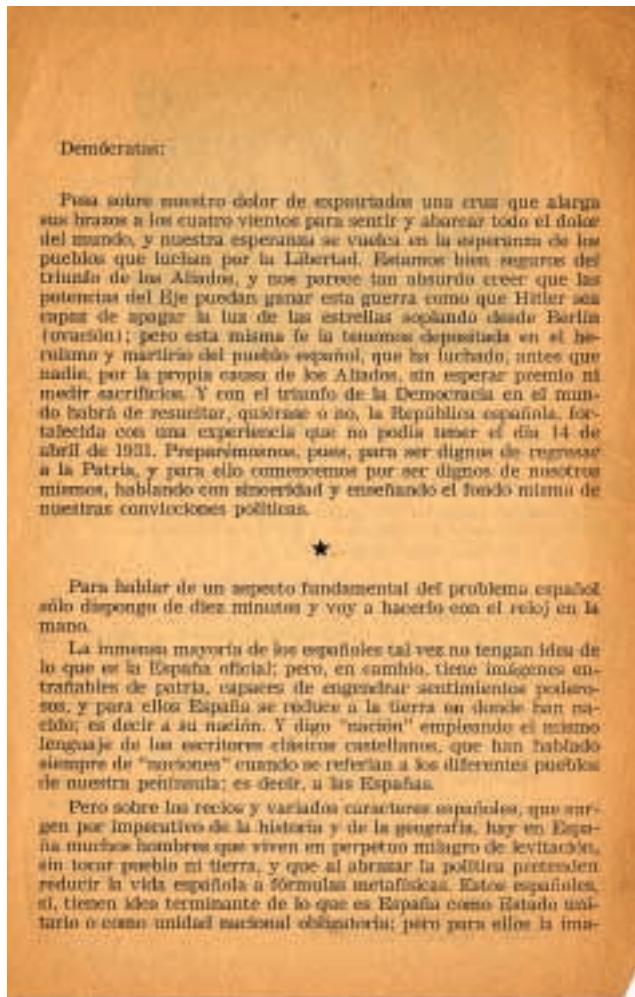 Demócratas:
Pesa sobre nuestro dolor de expatriados una cruz que alarga
sus brazos a los cuatro vientos para sentir y abarcar todo el dolor
del mundo, y nuestra esperanza se vuelca en la esperanza de los
pueblos que luchan por la Libertad. Estamos bien seguros del
triunfo de los Aliados, y nos parece tan absurdo creer que las
potencias del Eje puedan ganar esta guerra como que Hitler sea
capaz de apagar la luz de las estrellas soplando desde Berlín
(ovación); pero esta misma fe la tenemos depositada en el he-
roísmo y martirio del pueblo español, que ha luchado, antes que
nadie, por la propia causa de los Aliados, sin esperar premio ni
medir sacrificios. Y con el triunfo de la Democracia en el mun-
do habrá de resucitar, quiérase o no, la República española, for-
talecida con una experiencia que no podía tener el día 14 de
abril de 1931. Preparémosnos, pues, para ser dignos de regresar
a la Patria, y para ello comencemos por ser dignos de nosotros
mismos, hablando con sinceridad y enseñando el fondo mismo de
nuestras convicciones políticas.
★
Para hablar de un aspecto fundamental del problema español
sólo dispongo de diez minutos y voy a hacerlo con el reloj en la
mano.
La inmensa mayoría de los españoles tal vez no tengan idea de
lo que es la España oficial; pero, en cambio, tiene imágenes en-
trañables de patria, capaces de engendrar sentimientos podero-
sos, y para ellos España se reduce a la tierra en donde han na-
cido; es decir a su nación. Y digo "nación" empleando el mismo
lenguaje de los escritores clásicos castellanos, que han hablado
siempre de "naciones" cuando se referían a los diferentes pueblos
de nuestra península; es decir, a las Españas.
Pero sobre los recios y variados caracteres españoles, que sur-
gen por imperativo de la historia y de la geografía, hay en Espa-
ña muchos hombres que viven en perpetuo milagro de levitación,
sin tocar pueblo ni tierra, y que al abrazar la política pretenden
reducir la vida española a fórmulas metafísicas. Estos españoles,
sí, tienen idea terminante de lo que es España como Estado uni-
tario o como unidad nacional obligatoria; pero para ellos la ima-